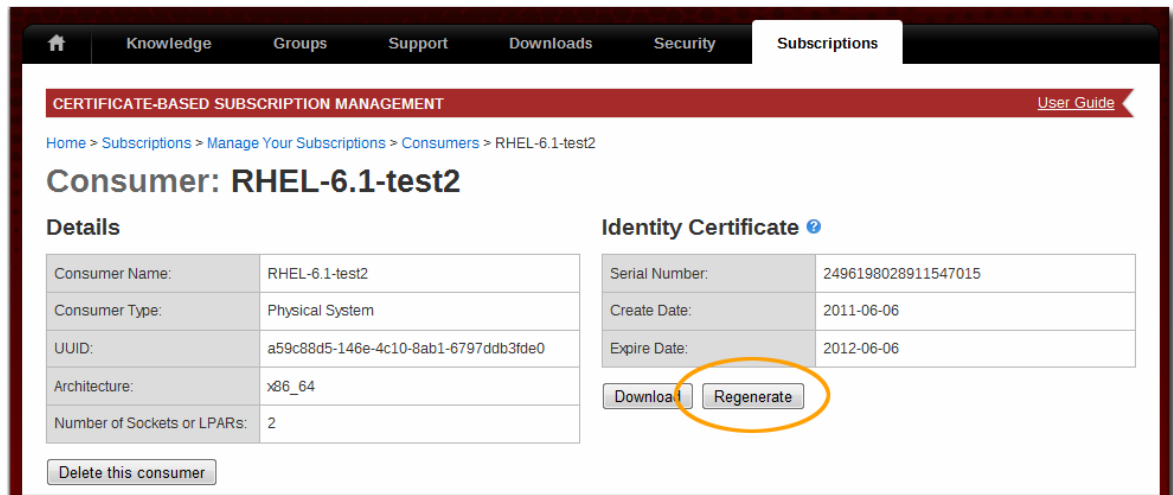 Knowledge Groups Support Downloads Security Subscriptions
CERTIFICATE-BASED SUBSCRIPTION MANAGEMENT User Guide
Home > Subscriptions > Manage Your Subscriptions > Consumers > RHEL-6.1-test2
Consumer: RHEL-6.1-test2
Details
Consumer Name: RHEL-6.1-test2
Consumer Type: Physical System
UUID: a59c88d5-146e-4c10-8ab1-6797ddb3fde0
Architecture: x86_64
Number of Sockets or LPARs: 2
Delete this consumer
Identity Certificate ?
Serial Number: 2496198028911547015
Create Date: 2011-06-06
Expire Date: 2012-06-06
Download Regenerate